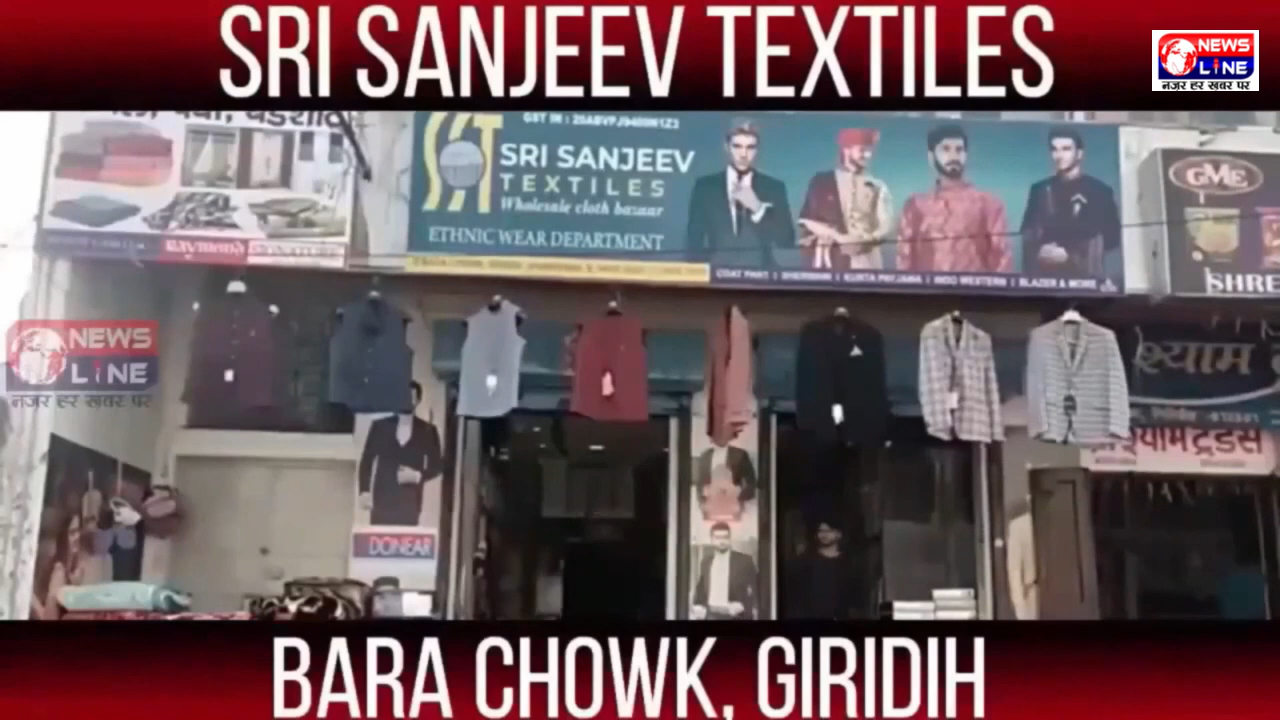 SRI SANJEEV TEXTILES
NEWS
LINE
नजर हर खबर पर
SRI SANJEEV
TEXTILES
Wholesale cloth bazaar
ETHNIC WEAR DEPARTMENT
COAT PANT | SHERWANI | KURTA PAYJAMA | INDO WESTERN | BLAZER & MORE
Raymond
GME
SHRE
NEWS
LINE
नजर हर खबर पर
श्याम
श्याम ट्रेडर्स
DONEAR
BARA CHOWK, GIRIDIH